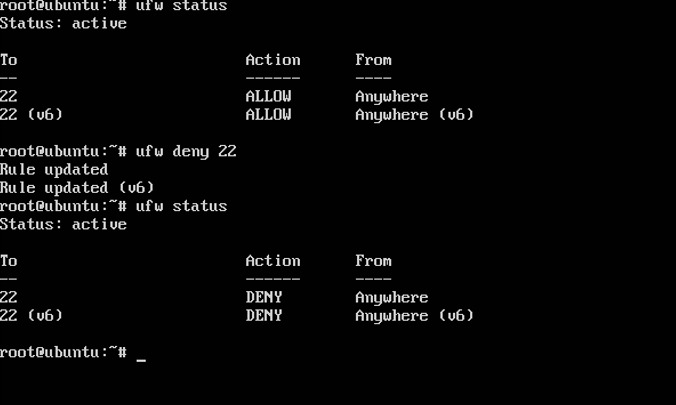 root@ubuntu:~# ufw status
Status: active
To Action From
-- ------ ----
22 ALLOW Anywhere
22 (v6) ALLOW Anywhere (v6)
root@ubuntu:~# ufw deny 22
Rule updated
Rule updated (v6)
root@ubuntu:~# ufw status
Status: active
To Action From
-- ------ ----
22 DENY Anywhere
22 (v6) DENY Anywhere (v6)
root@ubuntu:~# _